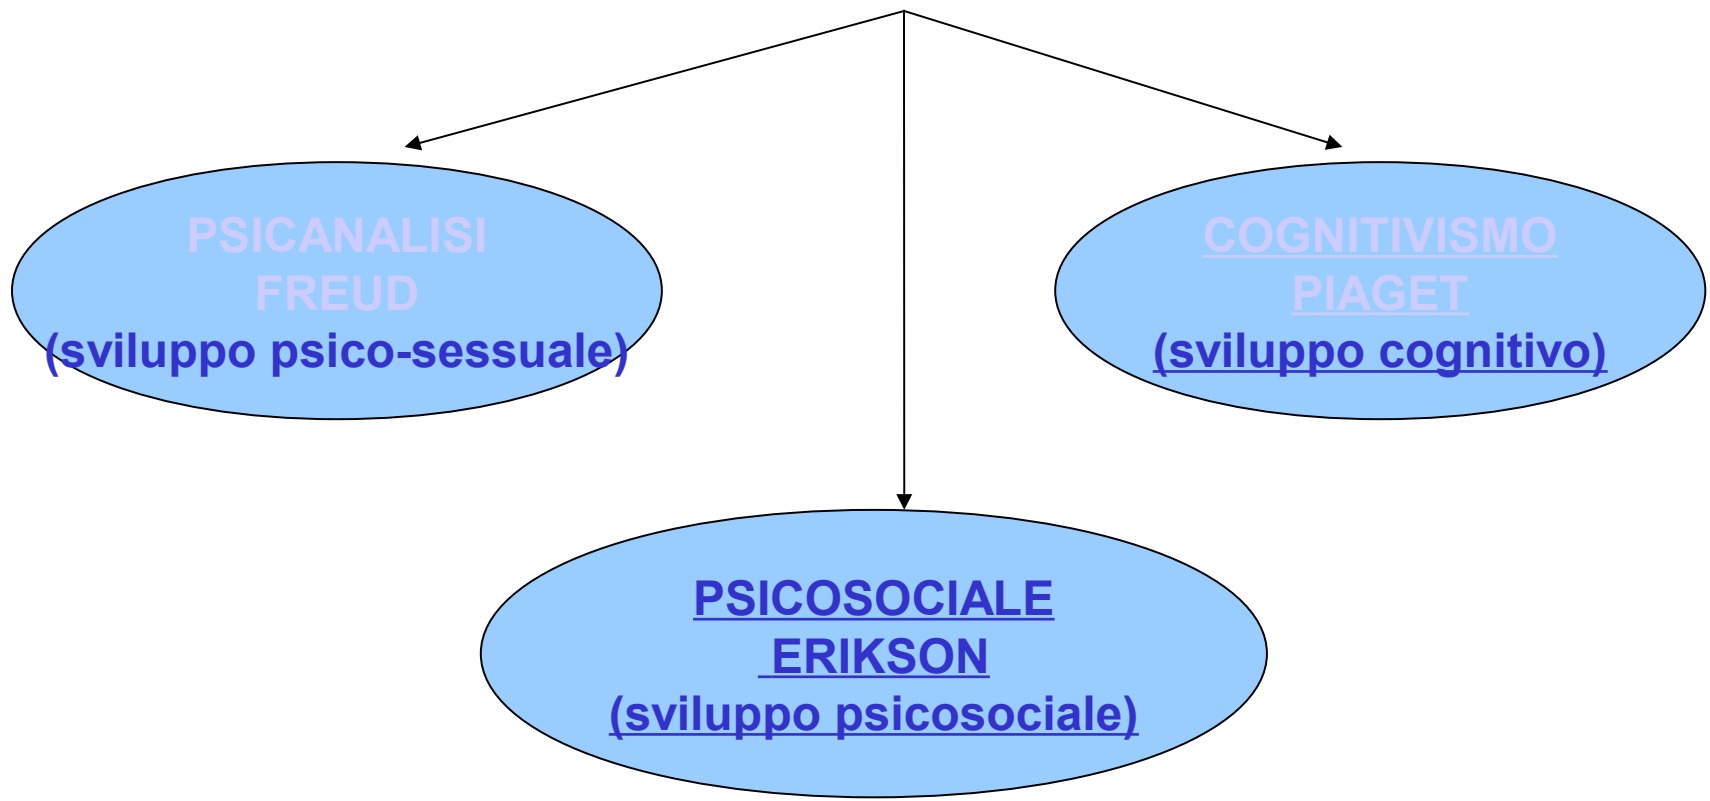 PSICANALISI
FREUD
(sviluppo psico-sessuale)
COGNITIVISMO
PIAGET
(sviluppo cognitivo)
PSICOSOCIALE
ERIKSON
(sviluppo psicosociale)